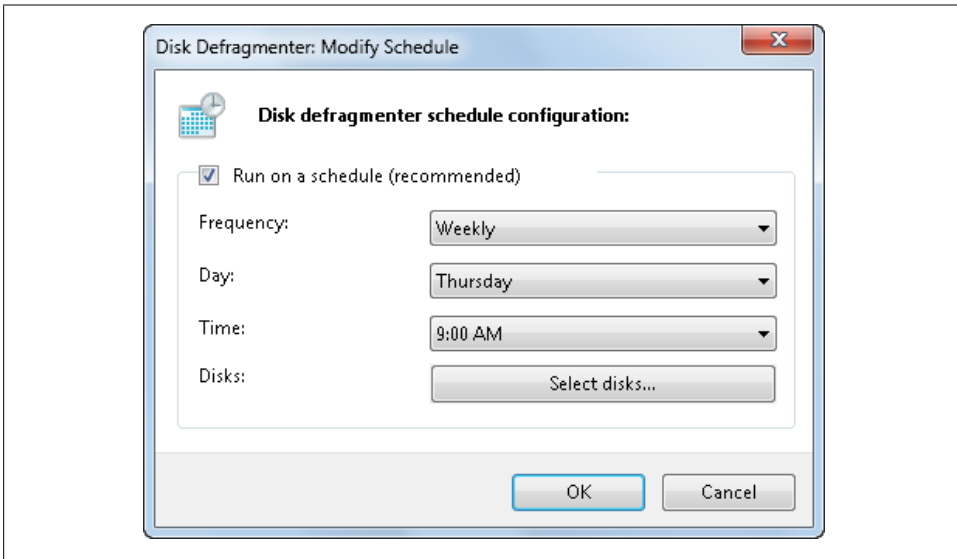 Disk Defragmenter: Modify Schedule
Disk defragmenter schedule configuration:
Run on a schedule (recommended)
Frequency: Weekly
Day: Thursday
Time: 9:00 AM
Disks: Select disks...
OK Cancel